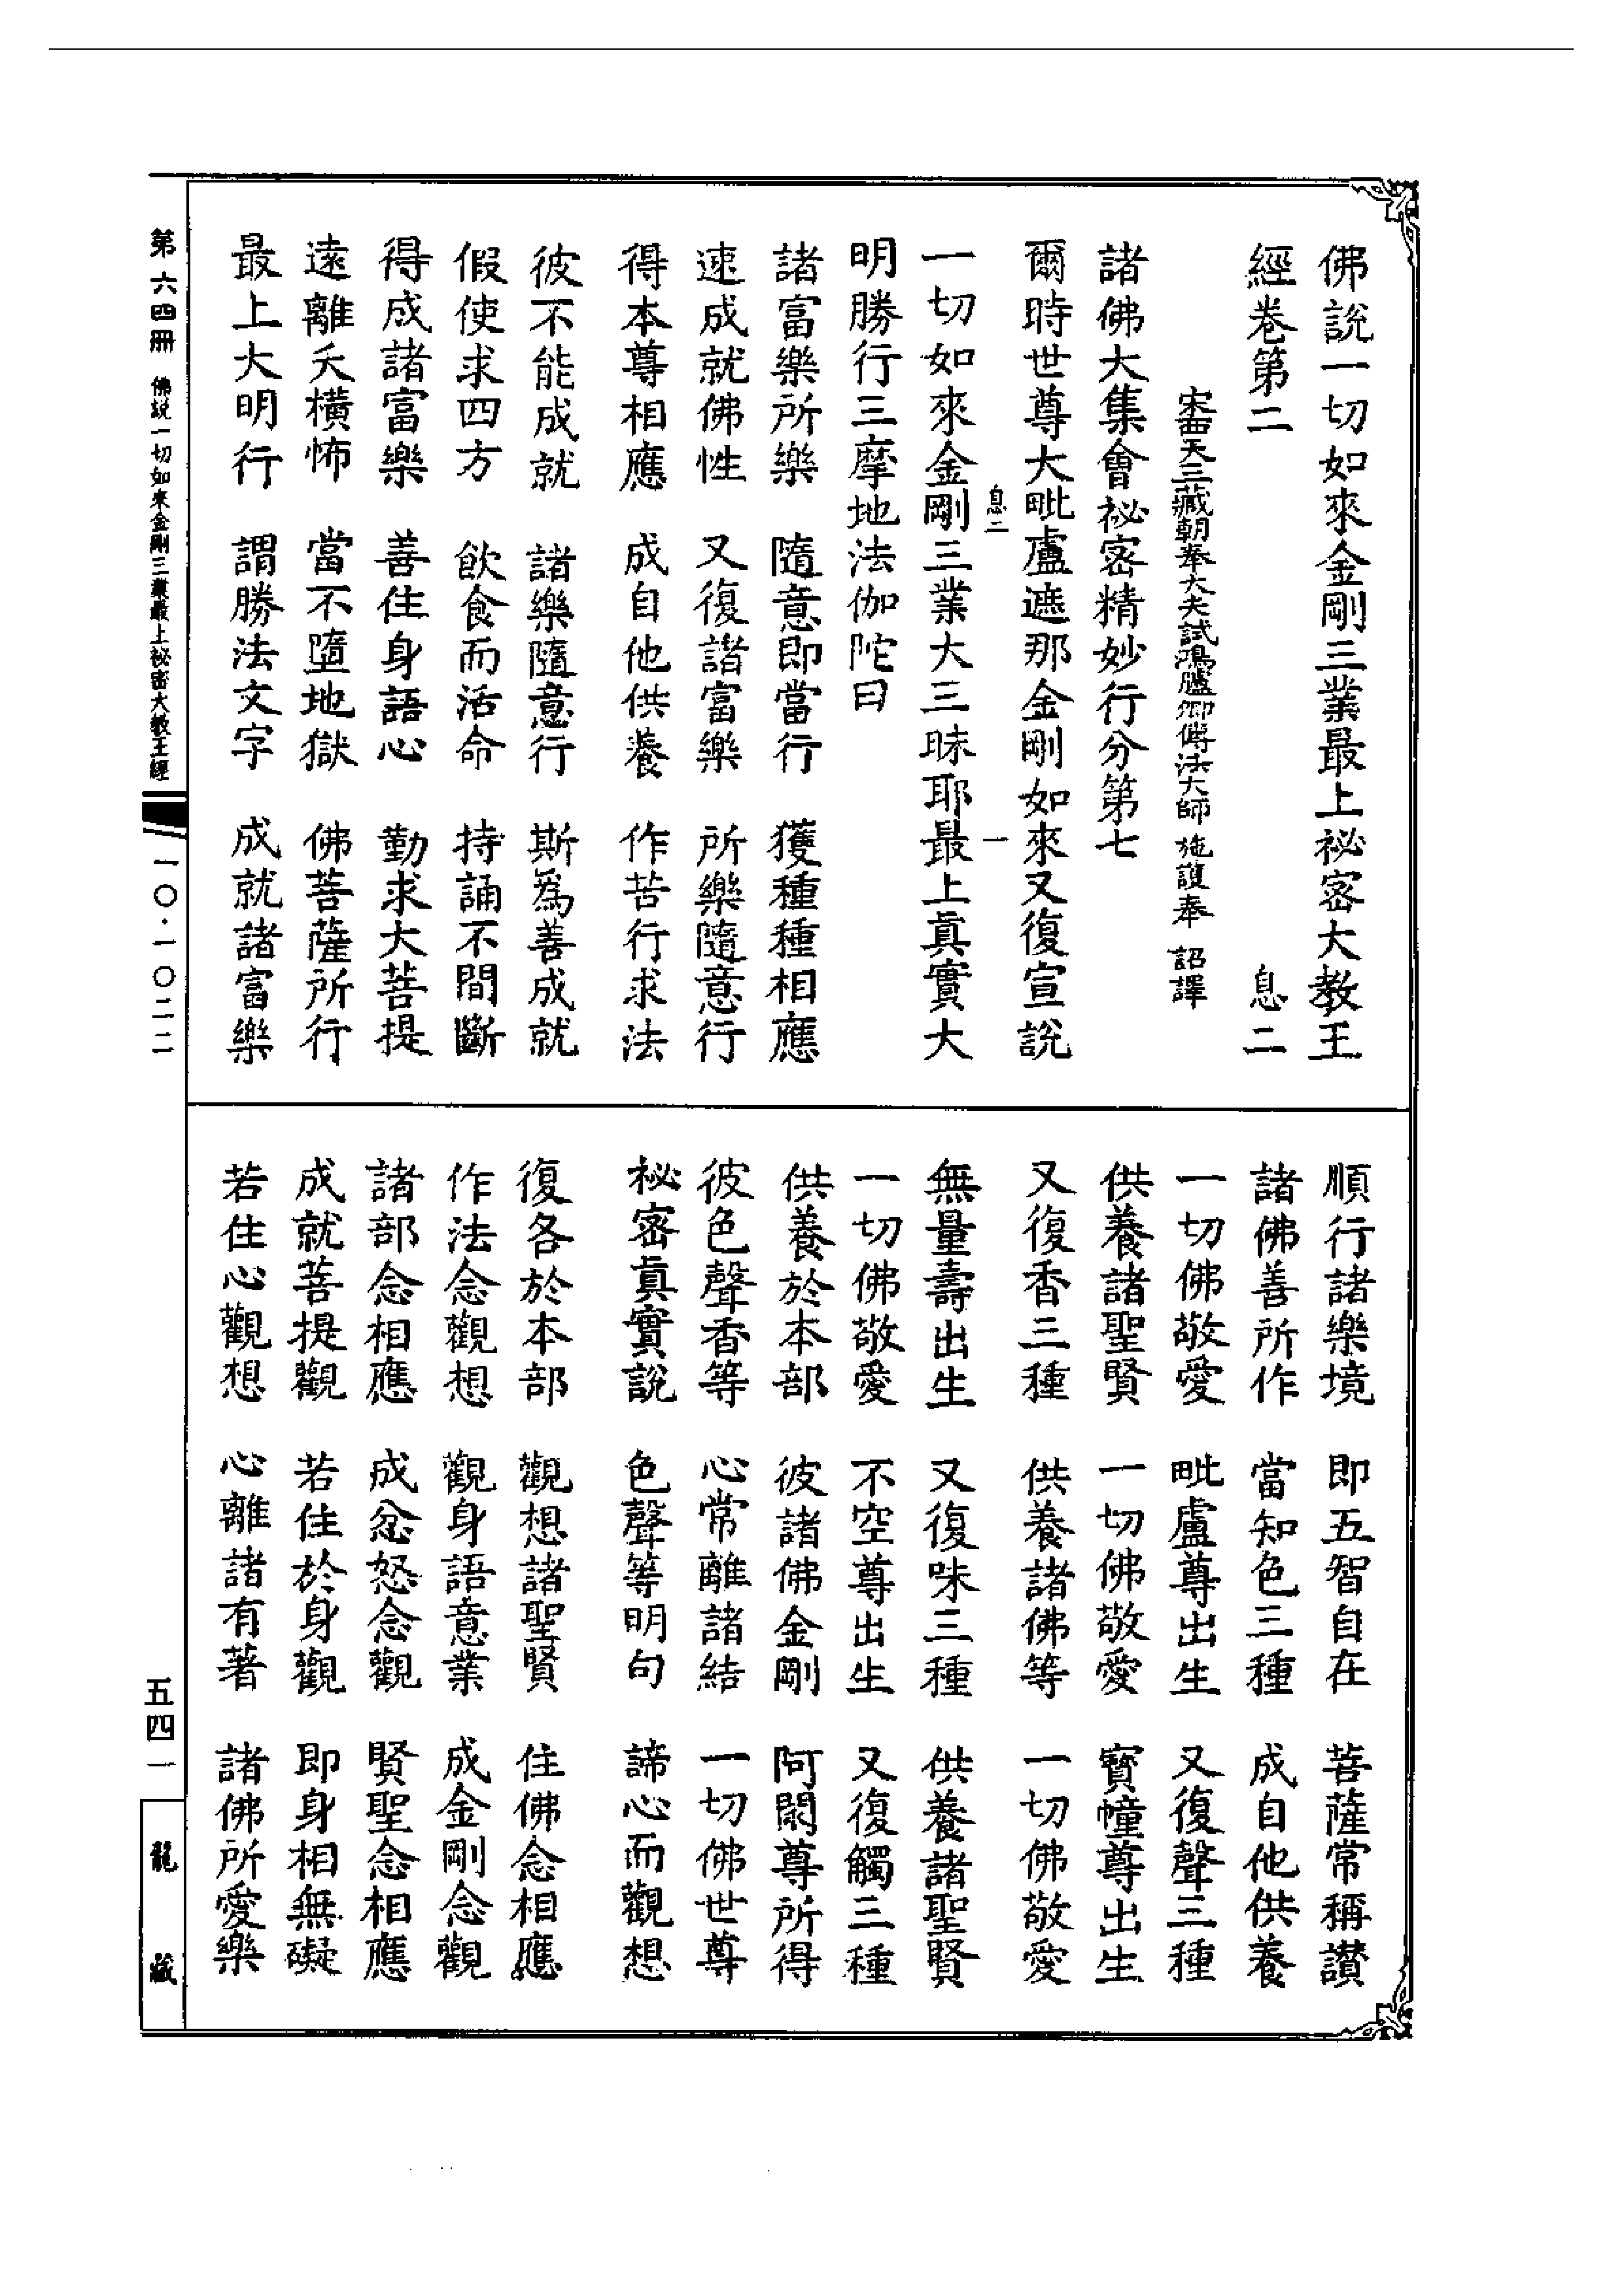 佛說一切如來金剛三業最上祕密大教王
經卷第二 息二
宋西天三藏朝奉大夫試鴻臚卿傳法大師 施護奉 詔譯
諸佛大集會祕密精妙行分第七
爾時世尊大毗盧遮那金剛如來又復宣說
息二 一
一切如來金剛三業大三昧耶最上真實大
明勝行三摩地法伽陀曰
諸富樂所樂 隨意即當行 獲種種相應
速成就佛性 又復諸富樂 所樂隨意行
得本尊相應 成自他供養 作苦行求法
彼不能成就 諸樂隨意行 斯為善成就
假使求四方 飲食而活命 持誦不間斷
得成諸富樂 善住身語心 勤求大菩提
遠離夭橫怖 當不墮地獄 佛菩薩所行
最上大明行 謂勝法文字 成就諸富樂
順行諸樂境 即五智自在 菩薩常稱讚
諸佛善所作 當知色三種 成自他供養
一切佛敬愛 毗盧尊出生 又復聲三種
供養諸聖賢 一切佛敬愛 寶幢尊出生
又復香三種 供養諸佛等 一切佛敬愛
無量壽出生 又復味三種 供養諸聖賢
一切佛敬愛 不空尊出生 又復觸三種
供養於本部 彼諸佛金剛 阿閦尊所得
彼色聲香等 心常離諸結 一切佛世尊
祕密真實說 色聲等明句 諦心而觀想
復各於本部 觀想諸聖賢 住佛念相應
作法念觀想 觀身語意業 成金剛念觀
諸部念相應 成忿怒念觀 賢聖念相應
成就菩提觀 若住於身觀 即身相無礙
若住心觀想 心離諸有著 諸佛所愛樂
第六四冊 佛說一切如來金剛三業最上祕密大教王經
一〇·一〇二二
五四一
龍藏